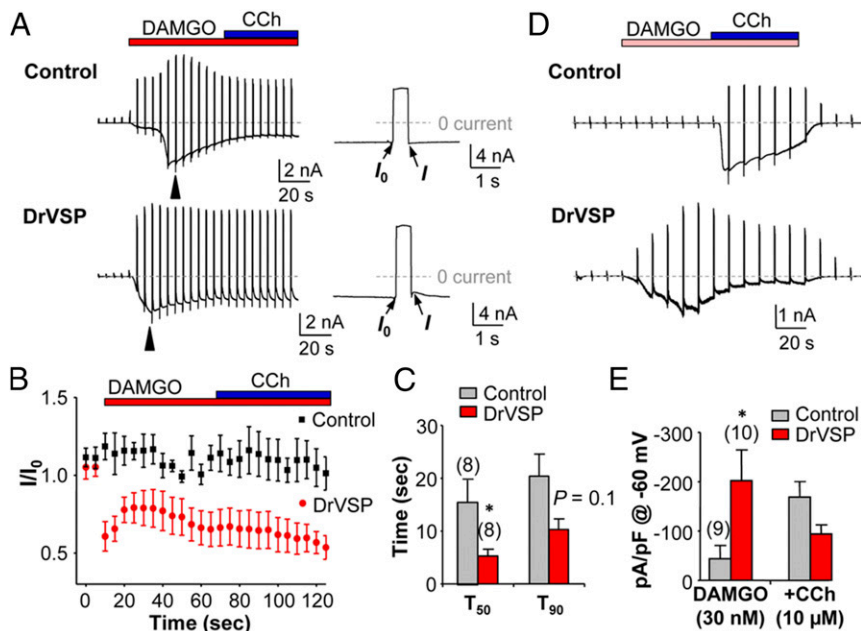 A
DAMGO
CCh
Control
0 current
I₀
I
2 nA
20 s
4 nA
1 s
DrVSP
0 current
I₀
I
2 nA
20 s
4 nA
1 s
B
DAMGO
CCh
Control
DrVSP
I/I₀
1.5
1.0
0.5
0 20 40 60 80 100 120
Time (sec)
C
Control
DrVSP
Time (sec)
30
20
10
0
(8)
*
(8)
P = 0.1
T₅₀
T₉₀
D
DAMGO
CCh
Control
DrVSP
1 nA
20 s
E
Control
DrVSP
pA/pF @ -60 mV
-300
-200
-100
0
*
(10)
(9)
DAMGO +CCh
(30 nM) (10 µM)